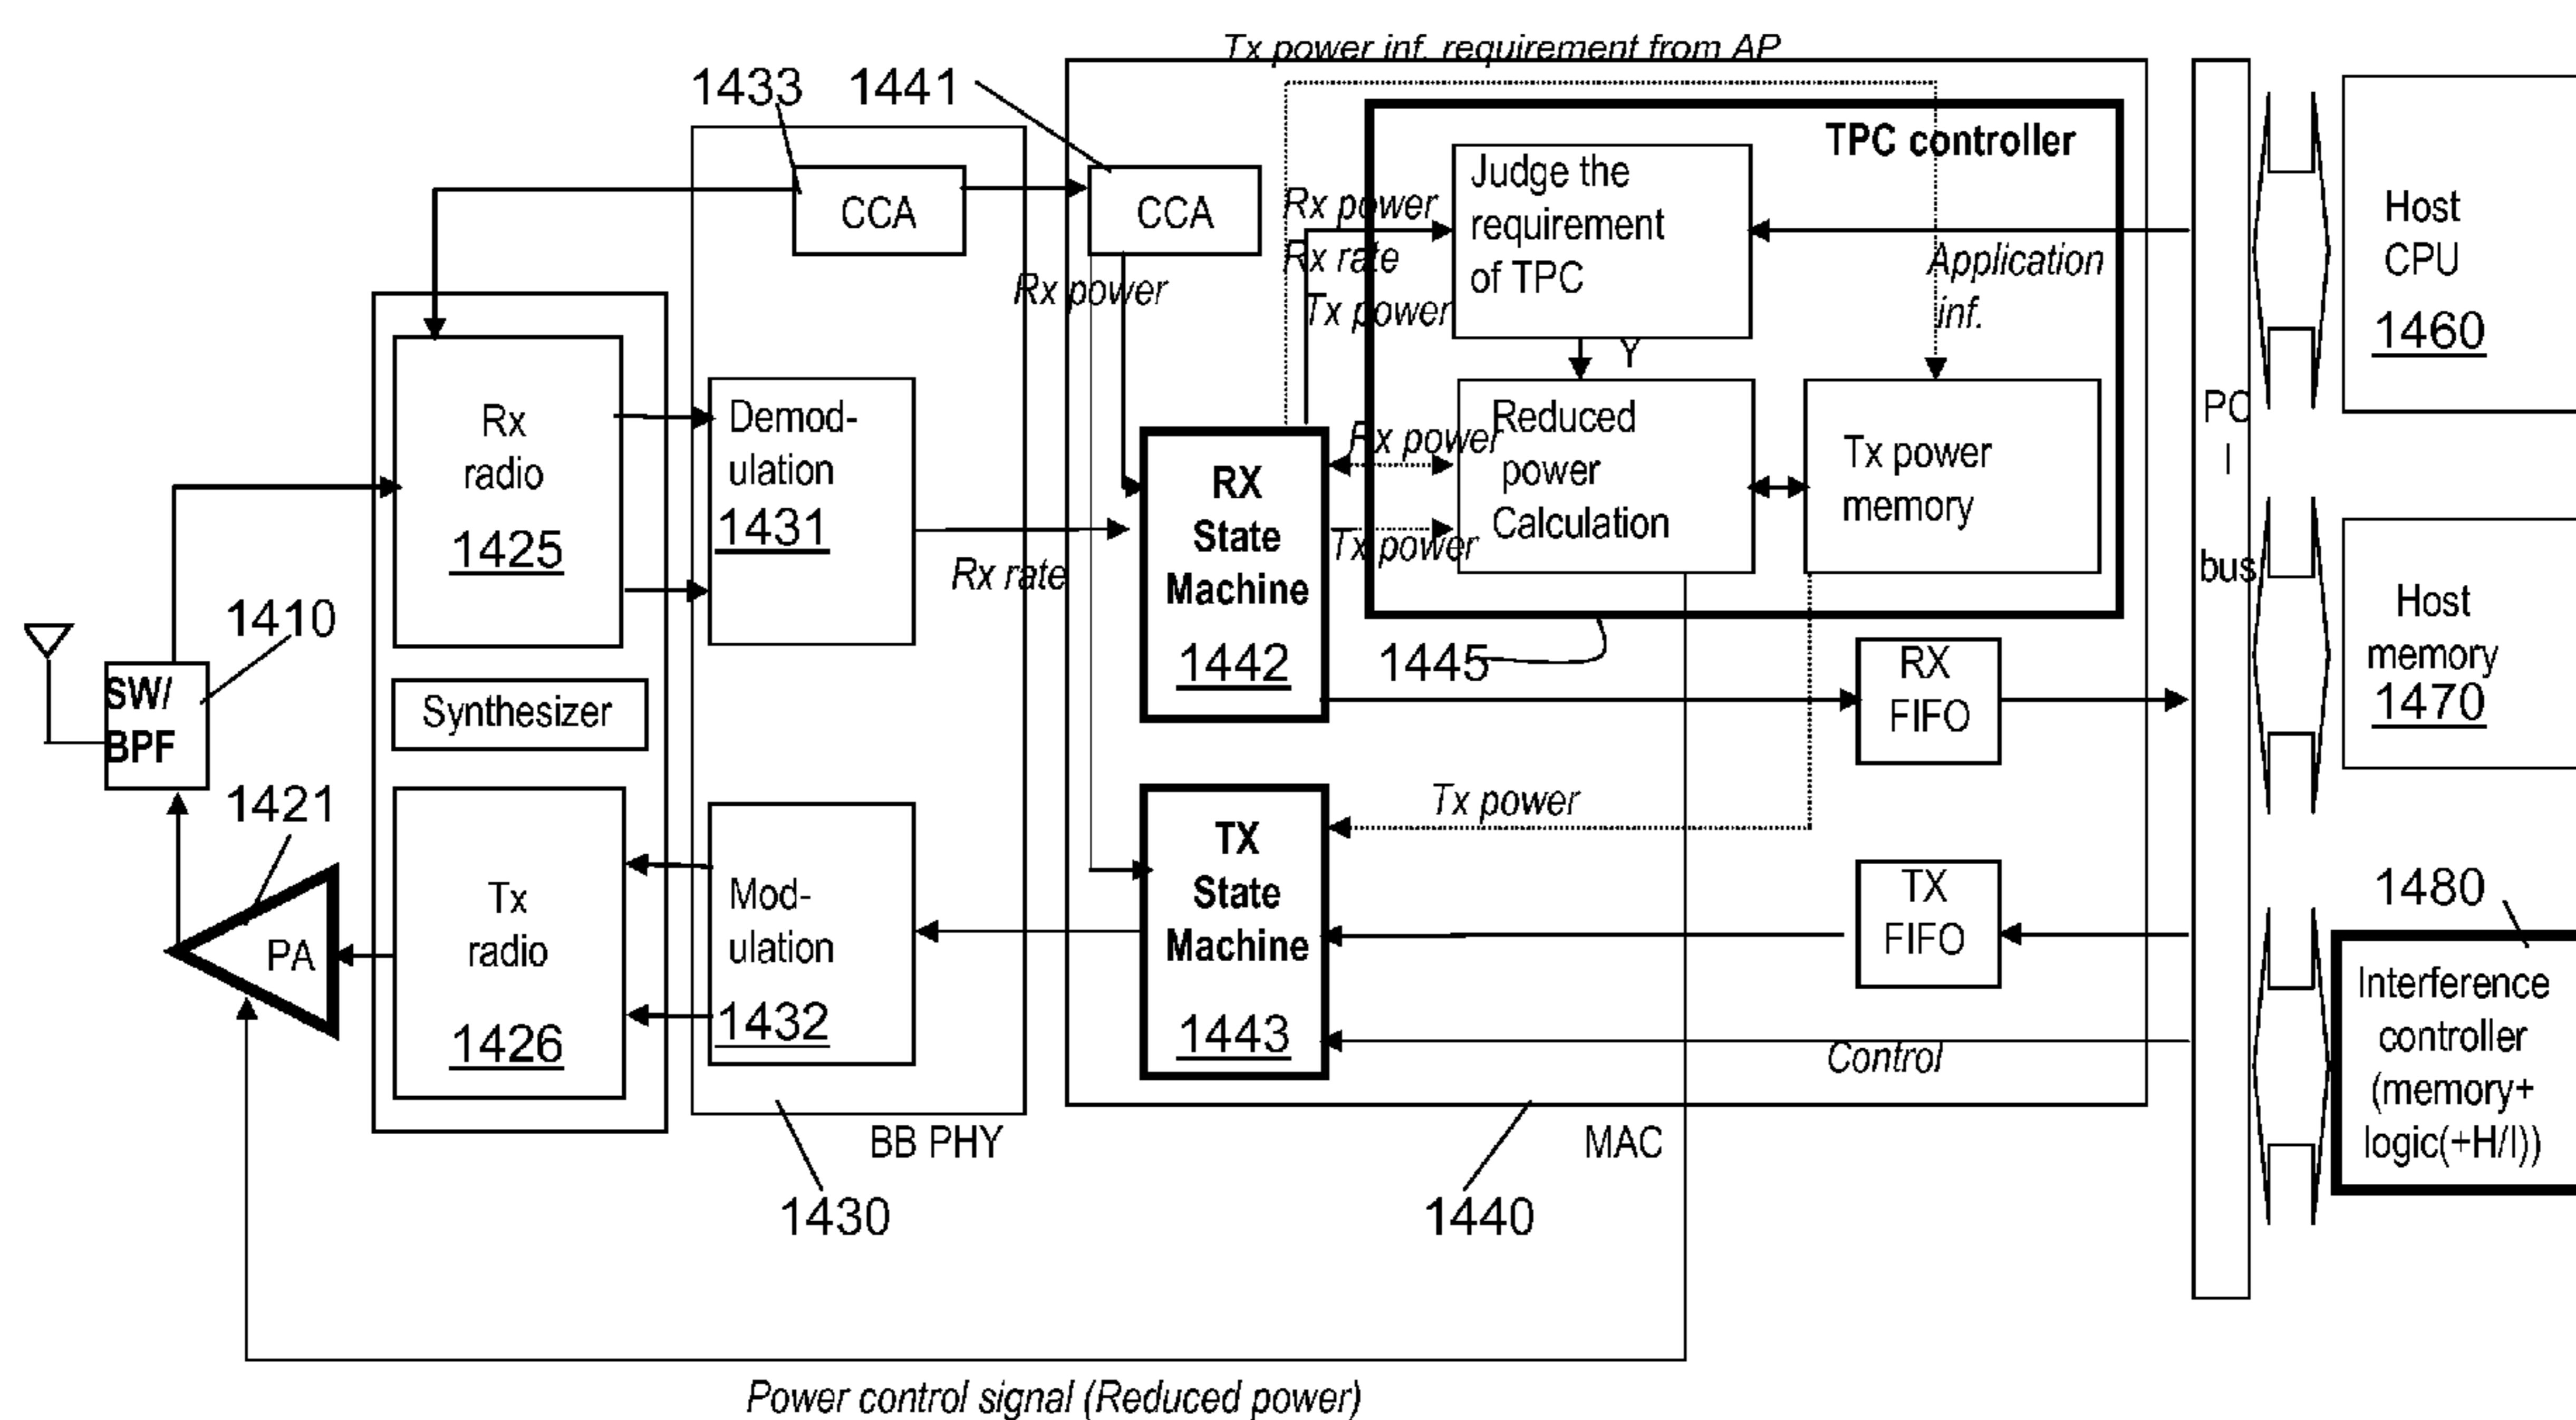 Tx power inf. requirement from AP
1433
1441
TPC controller
CCA
CCA
Judge the
requirement
of TPC
Rx power
Rx rate
Tx power
Rx power
Application
inf.
Y
Host
CPU
1460
Rx
radio
1425
Demod-
ulation
1431
Rx rate
RX
State
Machine
1442
Rx power
Tx power
Reduced
power
Calculation
Tx power
memory
PC
I
bus
Host
memory
1470
1410
SW/
BPF
Synthesizer
1445
RX
FIFO
1421
PA
Tx
radio
1426
Mod-
ulation
1432
TX
State
Machine
1443
Tx power
TX
FIFO
Control
1480
Interference
controller
(memory+
logic(+H/I))
BB PHY
MAC
1430
1440
Power control signal (Reduced power)